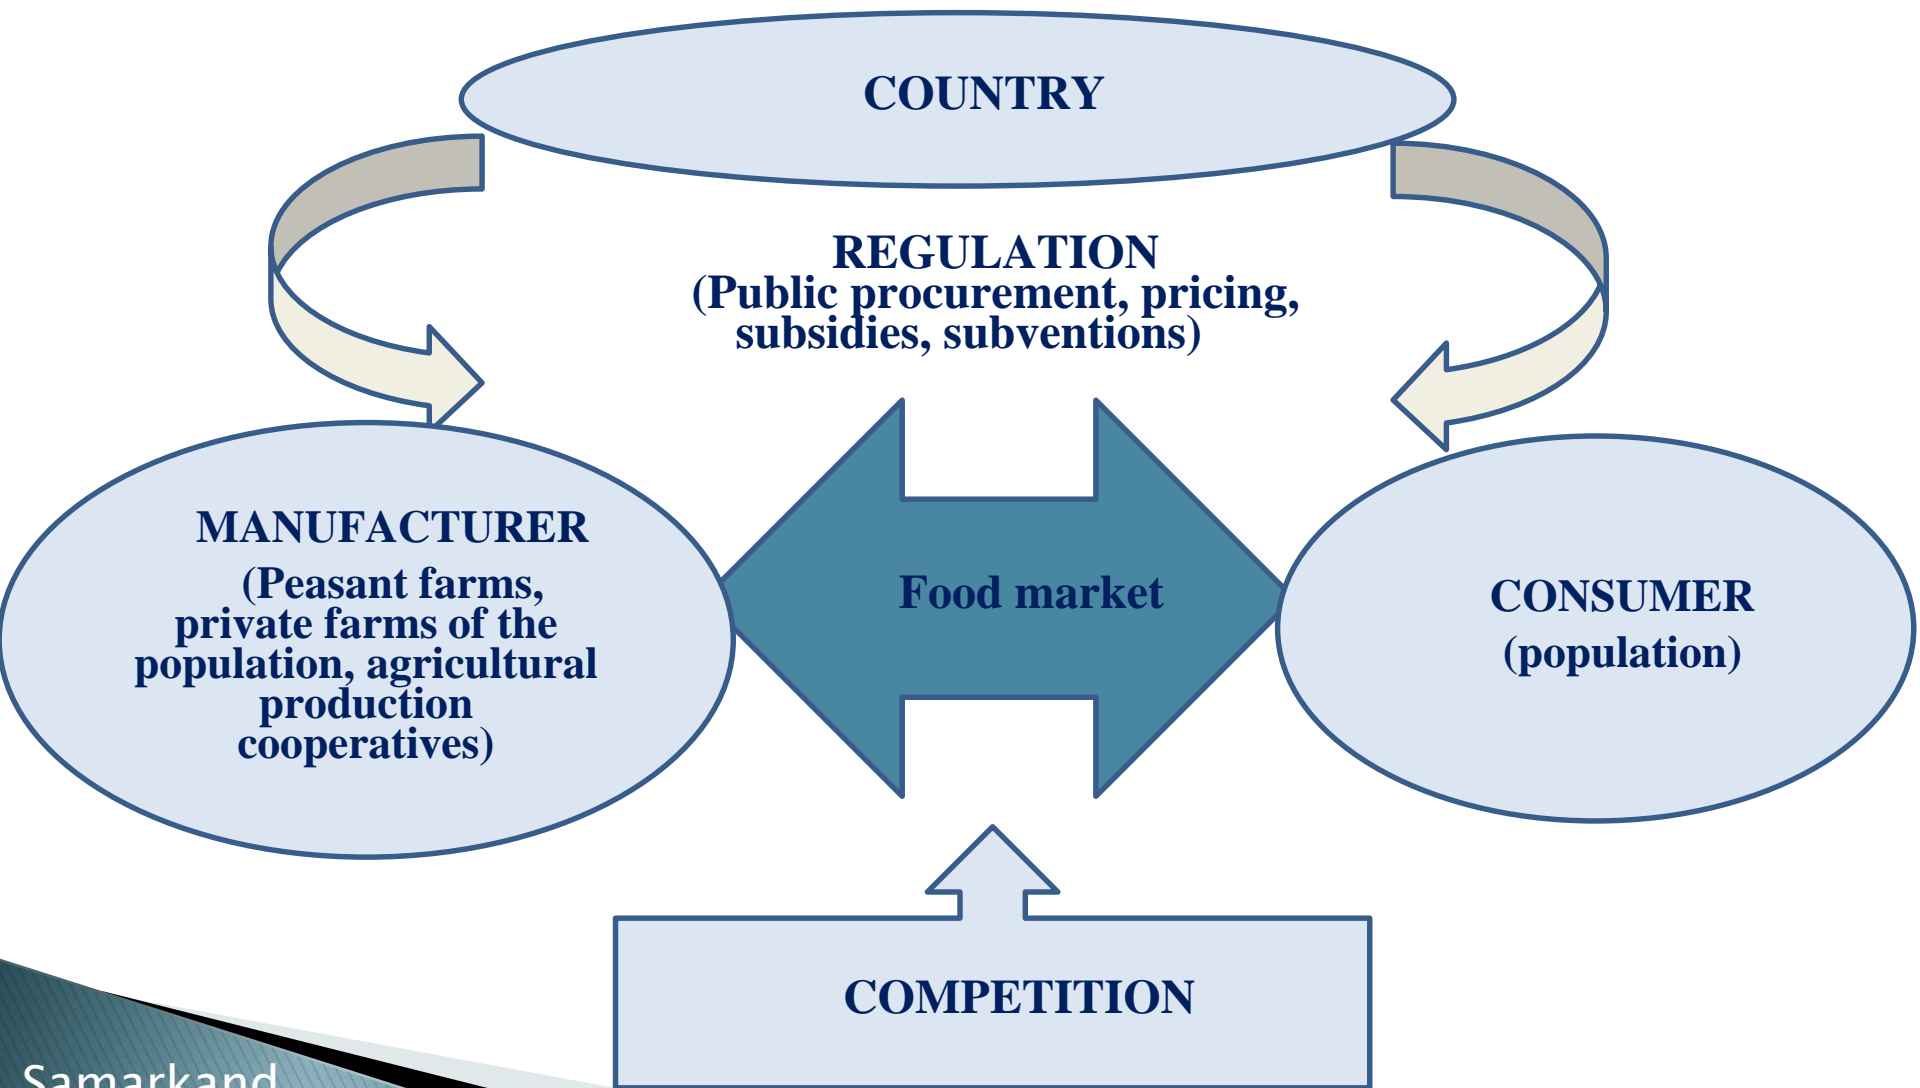 COUNTRY
REGULATION
(Public procurement, pricing,
subsidies, subventions)
MANUFACTURER
(Peasant farms,
private farms of the
population, agricultural
production
cooperatives)
Food market
CONSUMER
(population)
COMPETITION
Samarkand